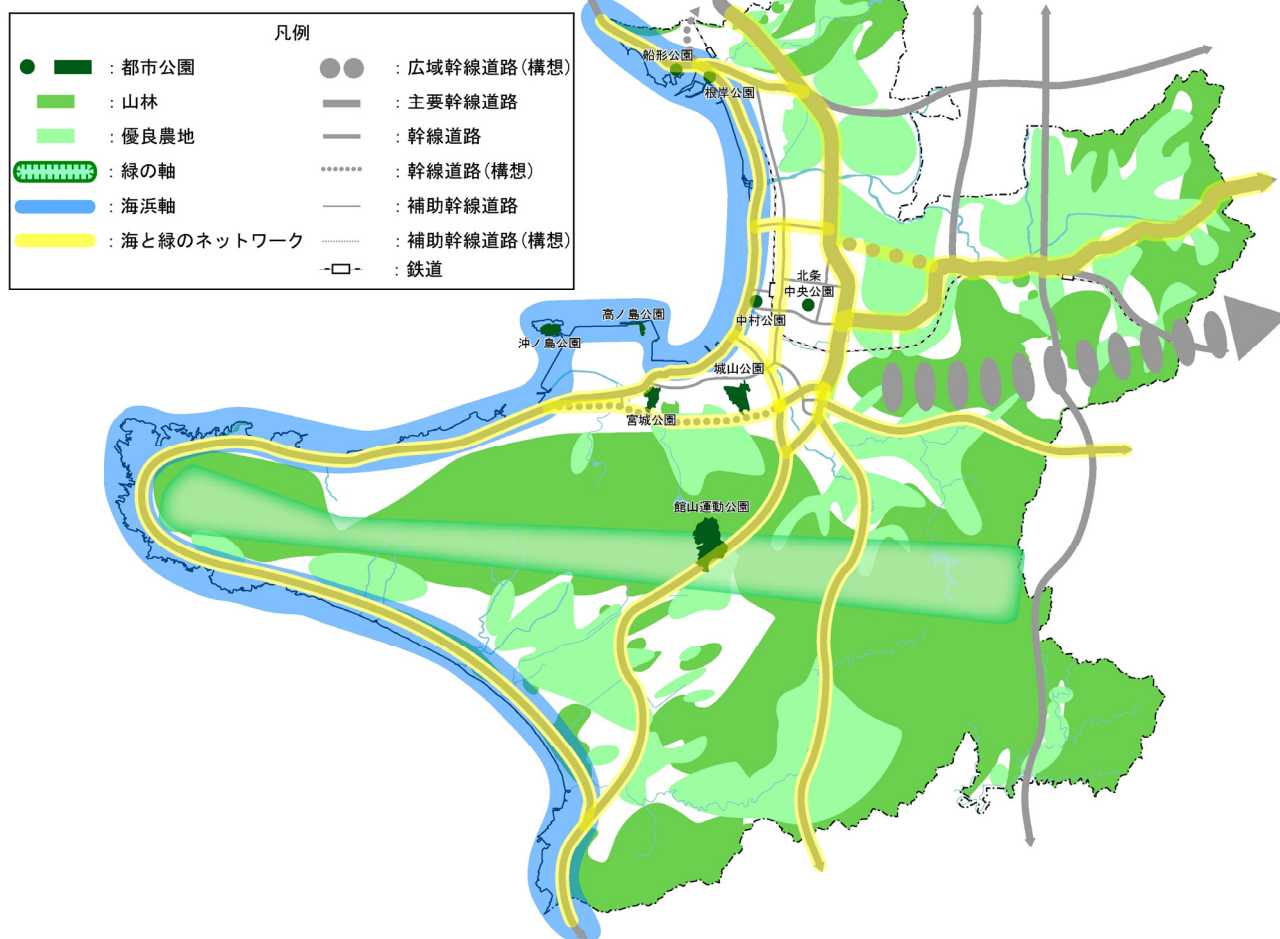 凡例
：都市公園
：山林
：優良農地
：緑の軸
：海浜軸
：海と緑のネットワーク
：広域幹線道路(構想)
：主要幹線道路
：幹線道路
：幹線道路(構想)
：補助幹線道路
：補助幹線道路(構想)
：鉄道
船形公園
根岸公園
北条
中央公園
中村公園
高ノ島公園
沖ノ島公園
城山公園
宮城公園
館山運動公園